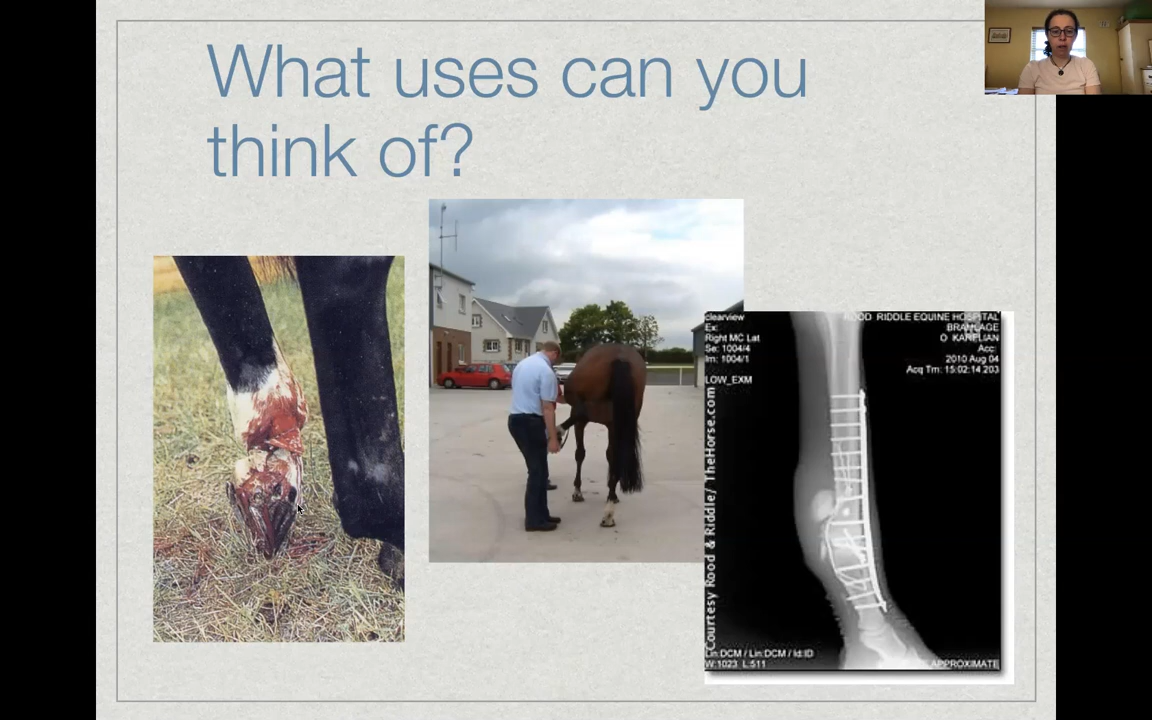 What uses can you
think of?
clearview
Ex:
Right MC Lat
Se: 1004/4
Im: 1004/1
LOW_EXM
ROOD RIDDLE EQUINE HOSPITAL
BRAMLAGE
O KARELIAN
Acc:
2010 Aug 04
Acq Tm: 15:02:14.203
Courtesy Rood & Riddle/ TheHorse.com
Lin:DCM / Lin:DCM / Id:ID
W:1023 L:511
APPROXIMATE